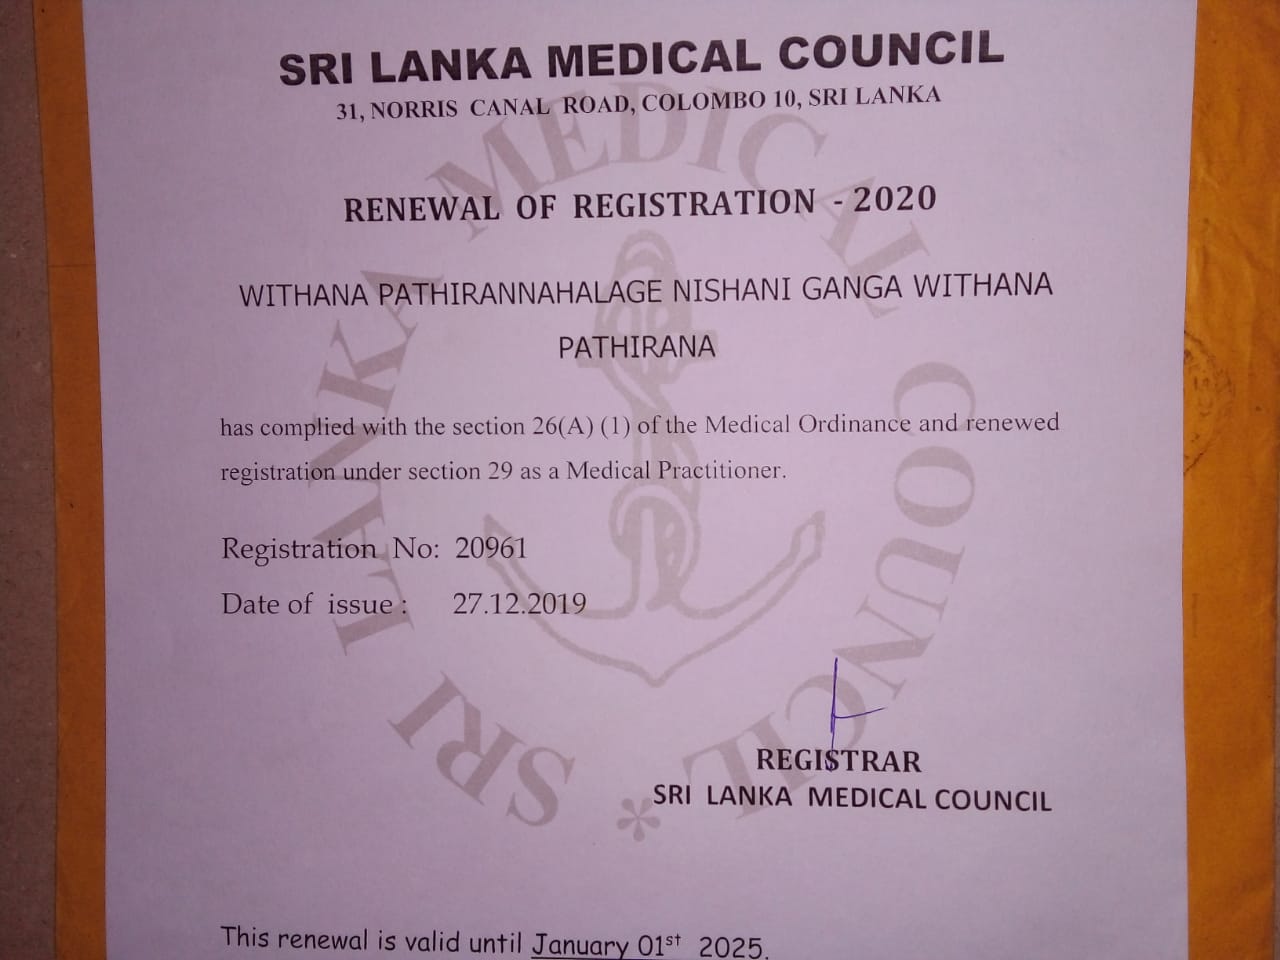 SRI LANKA MEDICAL COUNCIL
31, NORRIS CANAL ROAD, COLOMBO 10, SRI LANKA
RENEWAL OF REGISTRATION - 2020
WITHANA PATHIRANNAHALAGE NISHANI GANGA WITHANA
PATHIRANA
has complied with the section 26(A) (1) of the Medical Ordinance and renewed
registration under section 29 as a Medical Practitioner.
Registration No: 20961
Date of issue : 27.12.2019
REGISTRAR
SRI LANKA MEDICAL COUNCIL
This renewal is valid until January 01st 2025.
SRI LANKA MEDICAL COUNCIL *